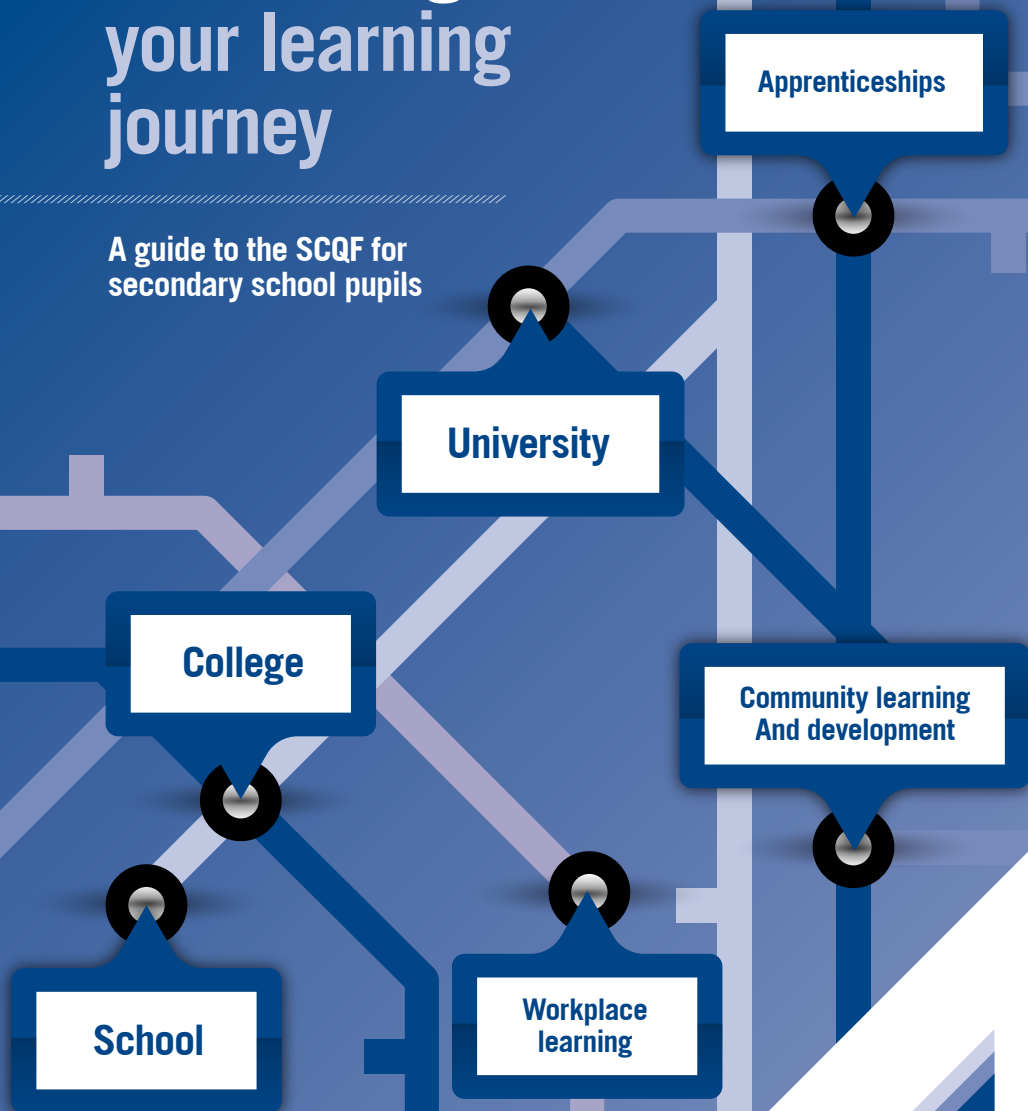 your learning
journey
A guide to the SCQF for
secondary school pupils
Apprenticeships
University
College
Community learning
And development
School
Workplace
learning